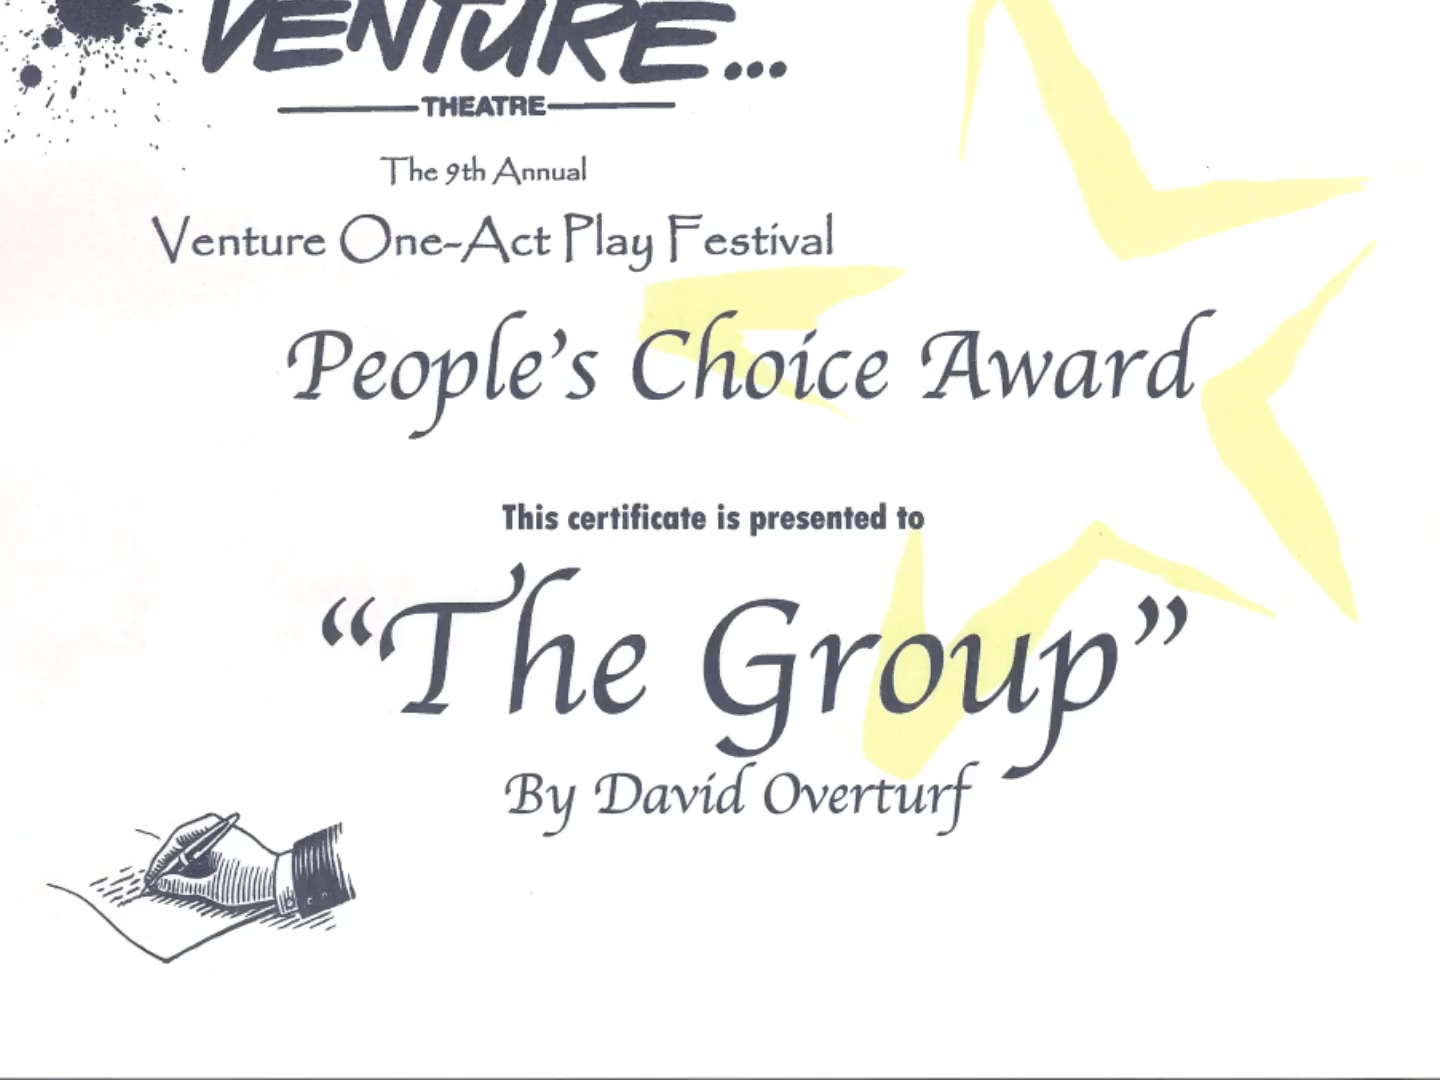 VENTURE...
THEATRE
The 9th Annual
Venture One-Act Play Festival
People's Choice Award
This certificate is presented to
“The Group”
By David Overturf